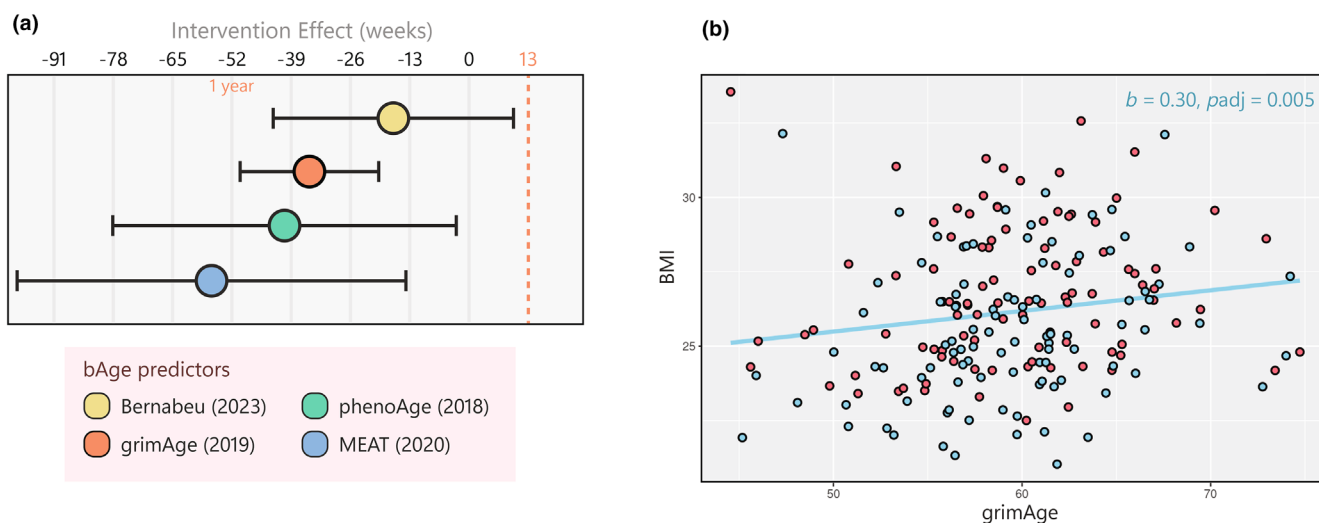 (a)
Intervention Effect (weeks)
-91 -78 -65 -52 -39 -26 -13 0 13
1 year
bAge predictors
Bernabeu (2023) phenoAge (2018)
grimAge (2019) MEAT (2020)
(b)
b = 0.30, padj = 0.005
30
BMI
25
50 60 70
grimAge